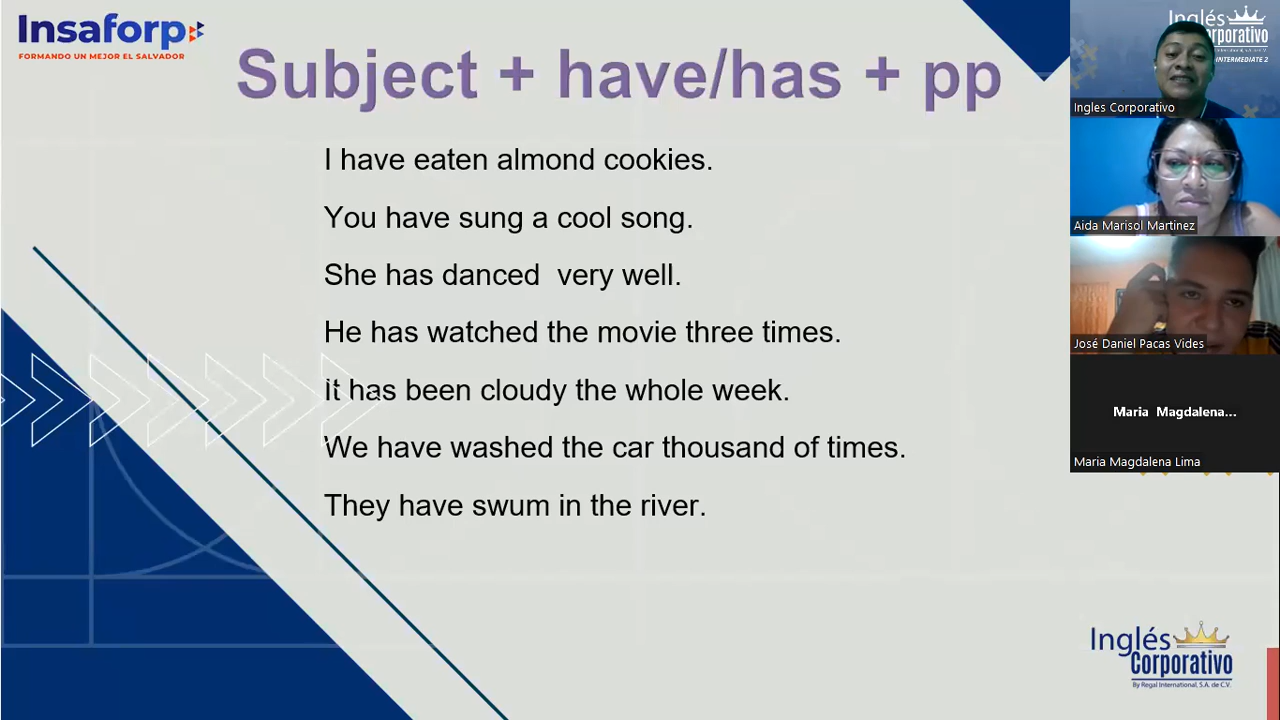 Insaforp
FORMANDO UN MEJOR EL SALVADOR
Subject + have/has + pp
I have eaten almond cookies.
You have sung a cool song.
She has danced  very well.
He has watched the movie three times.
It has been cloudy the whole week.
We have washed the car thousand of times.
They have swum in the river.
Inglés
Corporativo
INTERMEDIATE 2
Ingles Corporativo
Aida Marisol Martinez
José Daniel Pacas Vides
Maria Magdalena...
Maria Magdalena Lima
Inglés
Corporativo
By Regal International, S.A. de C.V.